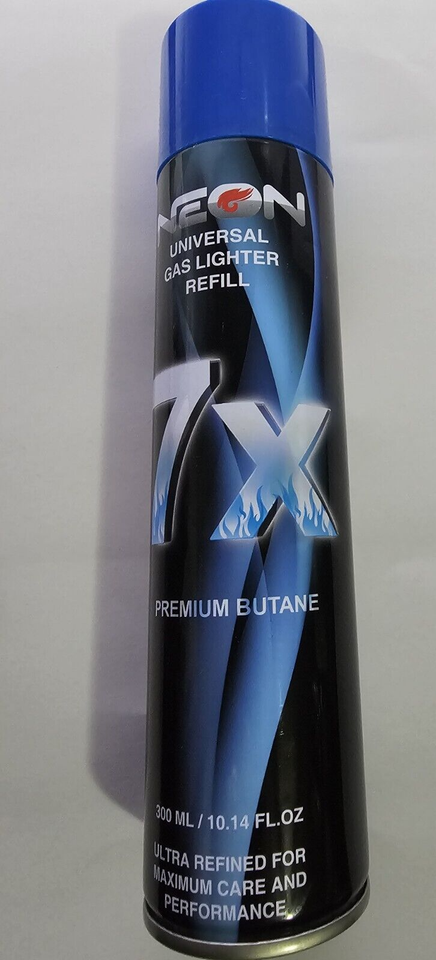 NEON
UNIVERSAL
GAS LIGHTER
REFILL
7X
PREMIUM BUTANE
300 ML / 10.14 FL.OZ
ULTRA REFINED FOR
MAXIMUM CARE AND
PERFORMANCE